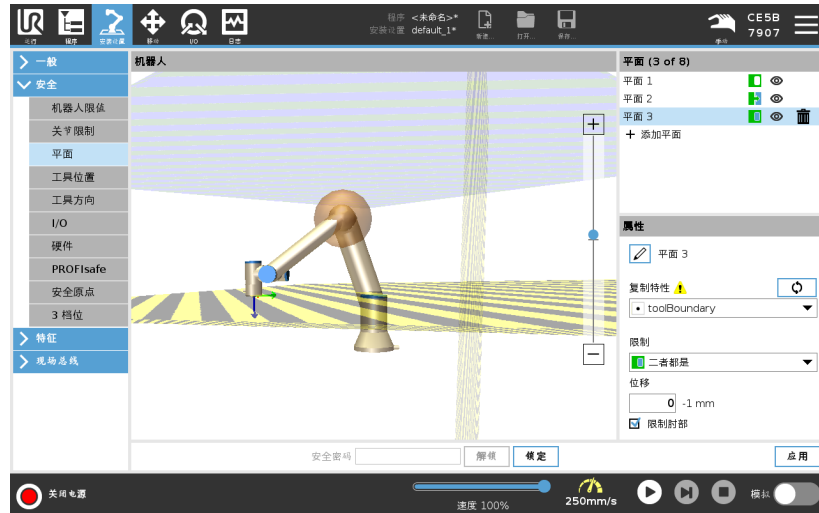 UR
运行
程序
安装设置
移动
I/O
日志
程序 <未命名>*
安装设置 default_1*
新建...
打开...
保存...
手动
CE5B
7907
一般
安全
机器人限值
关节限制
平面
工具位置
工具方向
I/O
硬件
PROFIsafe
安全原点
3 档位
特征
现场总线
机器人
平面 (3 of 8)
平面 1
平面 2
平面 3
添加平面
属性
平面 3
复制特性
toolBoundary
限制
二者都是
位移
0 -1 mm
限制肘部
安全密码
解锁
锁定
应用
关闭电源
速度 100%
250mm/s
模拟